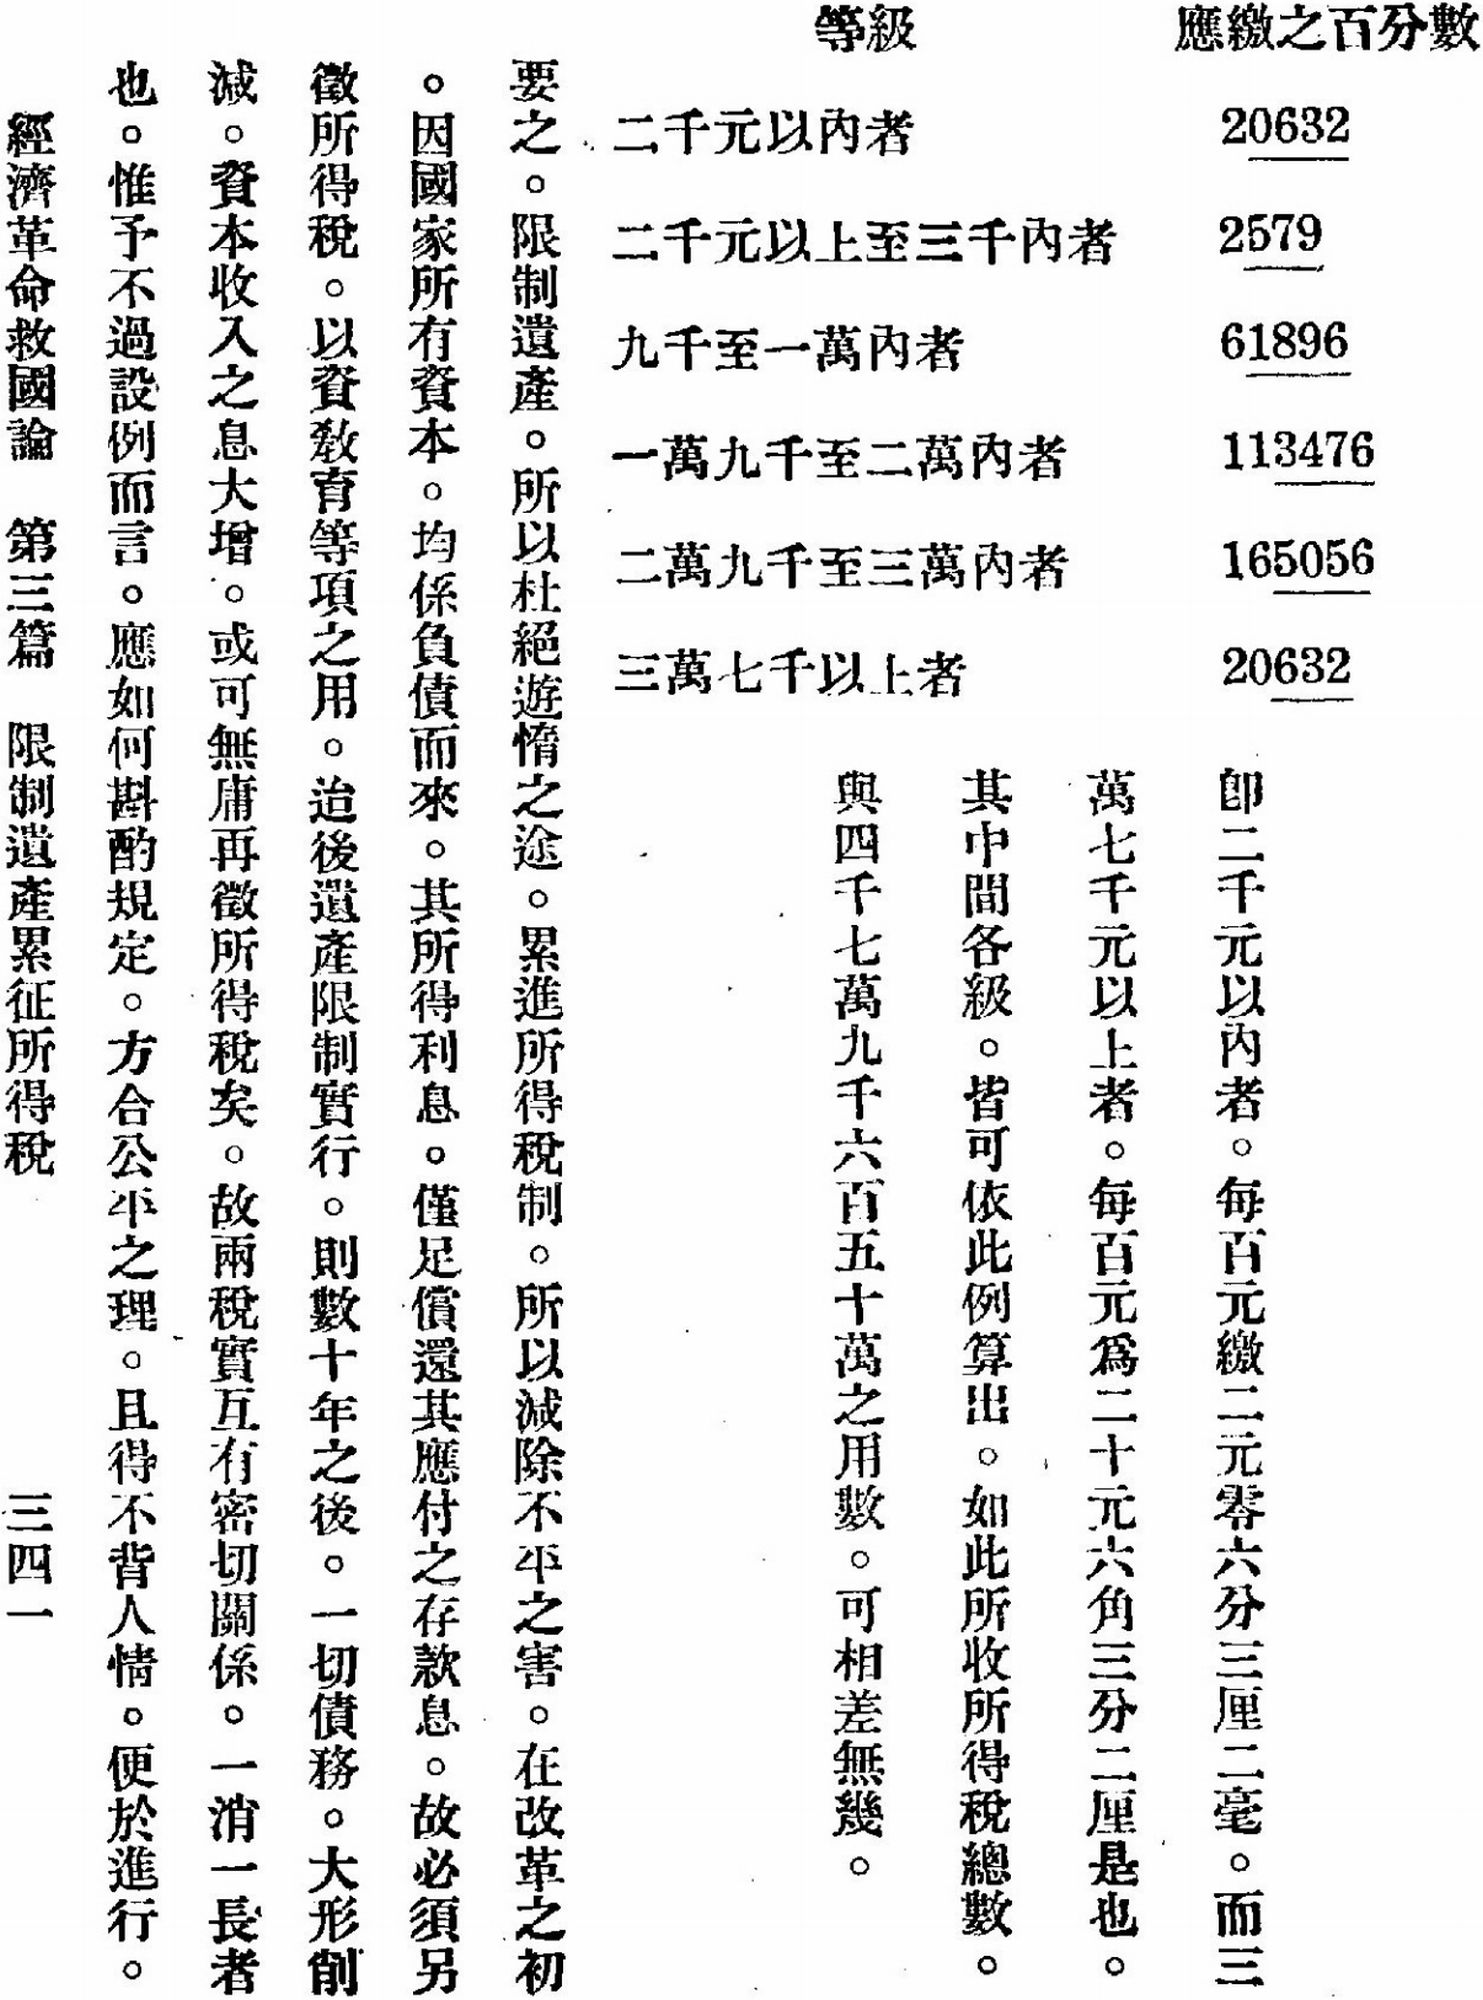 等級　應繳之百分數
二千元以內者　20632
二千元以上至三千內者　2579
九千至一萬內者　61896
一萬九千至二萬內者　113476
二萬九千至三萬內者　165056
三萬七千以上者　20632
卽二千元以內者。每百元繳二元零六分三厘二毫。而三
萬七千元以上者。每百元爲二十元六角三分二厘是也。
其中間各級。皆可依此例算出。如此所收所得稅總數。
與四千七萬九千六百五十萬之用數。可相差無幾。
要之。限制遺產。所以杜絕遊惰之途。累進所得稅制。所以減除不平之害。在改革之初
。因國家所有資本。均係負債而來。其所得利息。僅足償還其應付之存款息。故必須另
徵所得稅。以資敎育等項之用。迨後遺產限制實行。則數十年之後。一切債務。大形削
減。資本收入之息大增。或可無庸再徵所得稅矣。故兩稅實互有密切關係。一消一長者
也。惟予不過設例而言。應如何斟酌規定。方合公平之理。且得不背人情。便於進行。
經濟革命救國論　第三篇　限制遺產累征所得稅　三四一